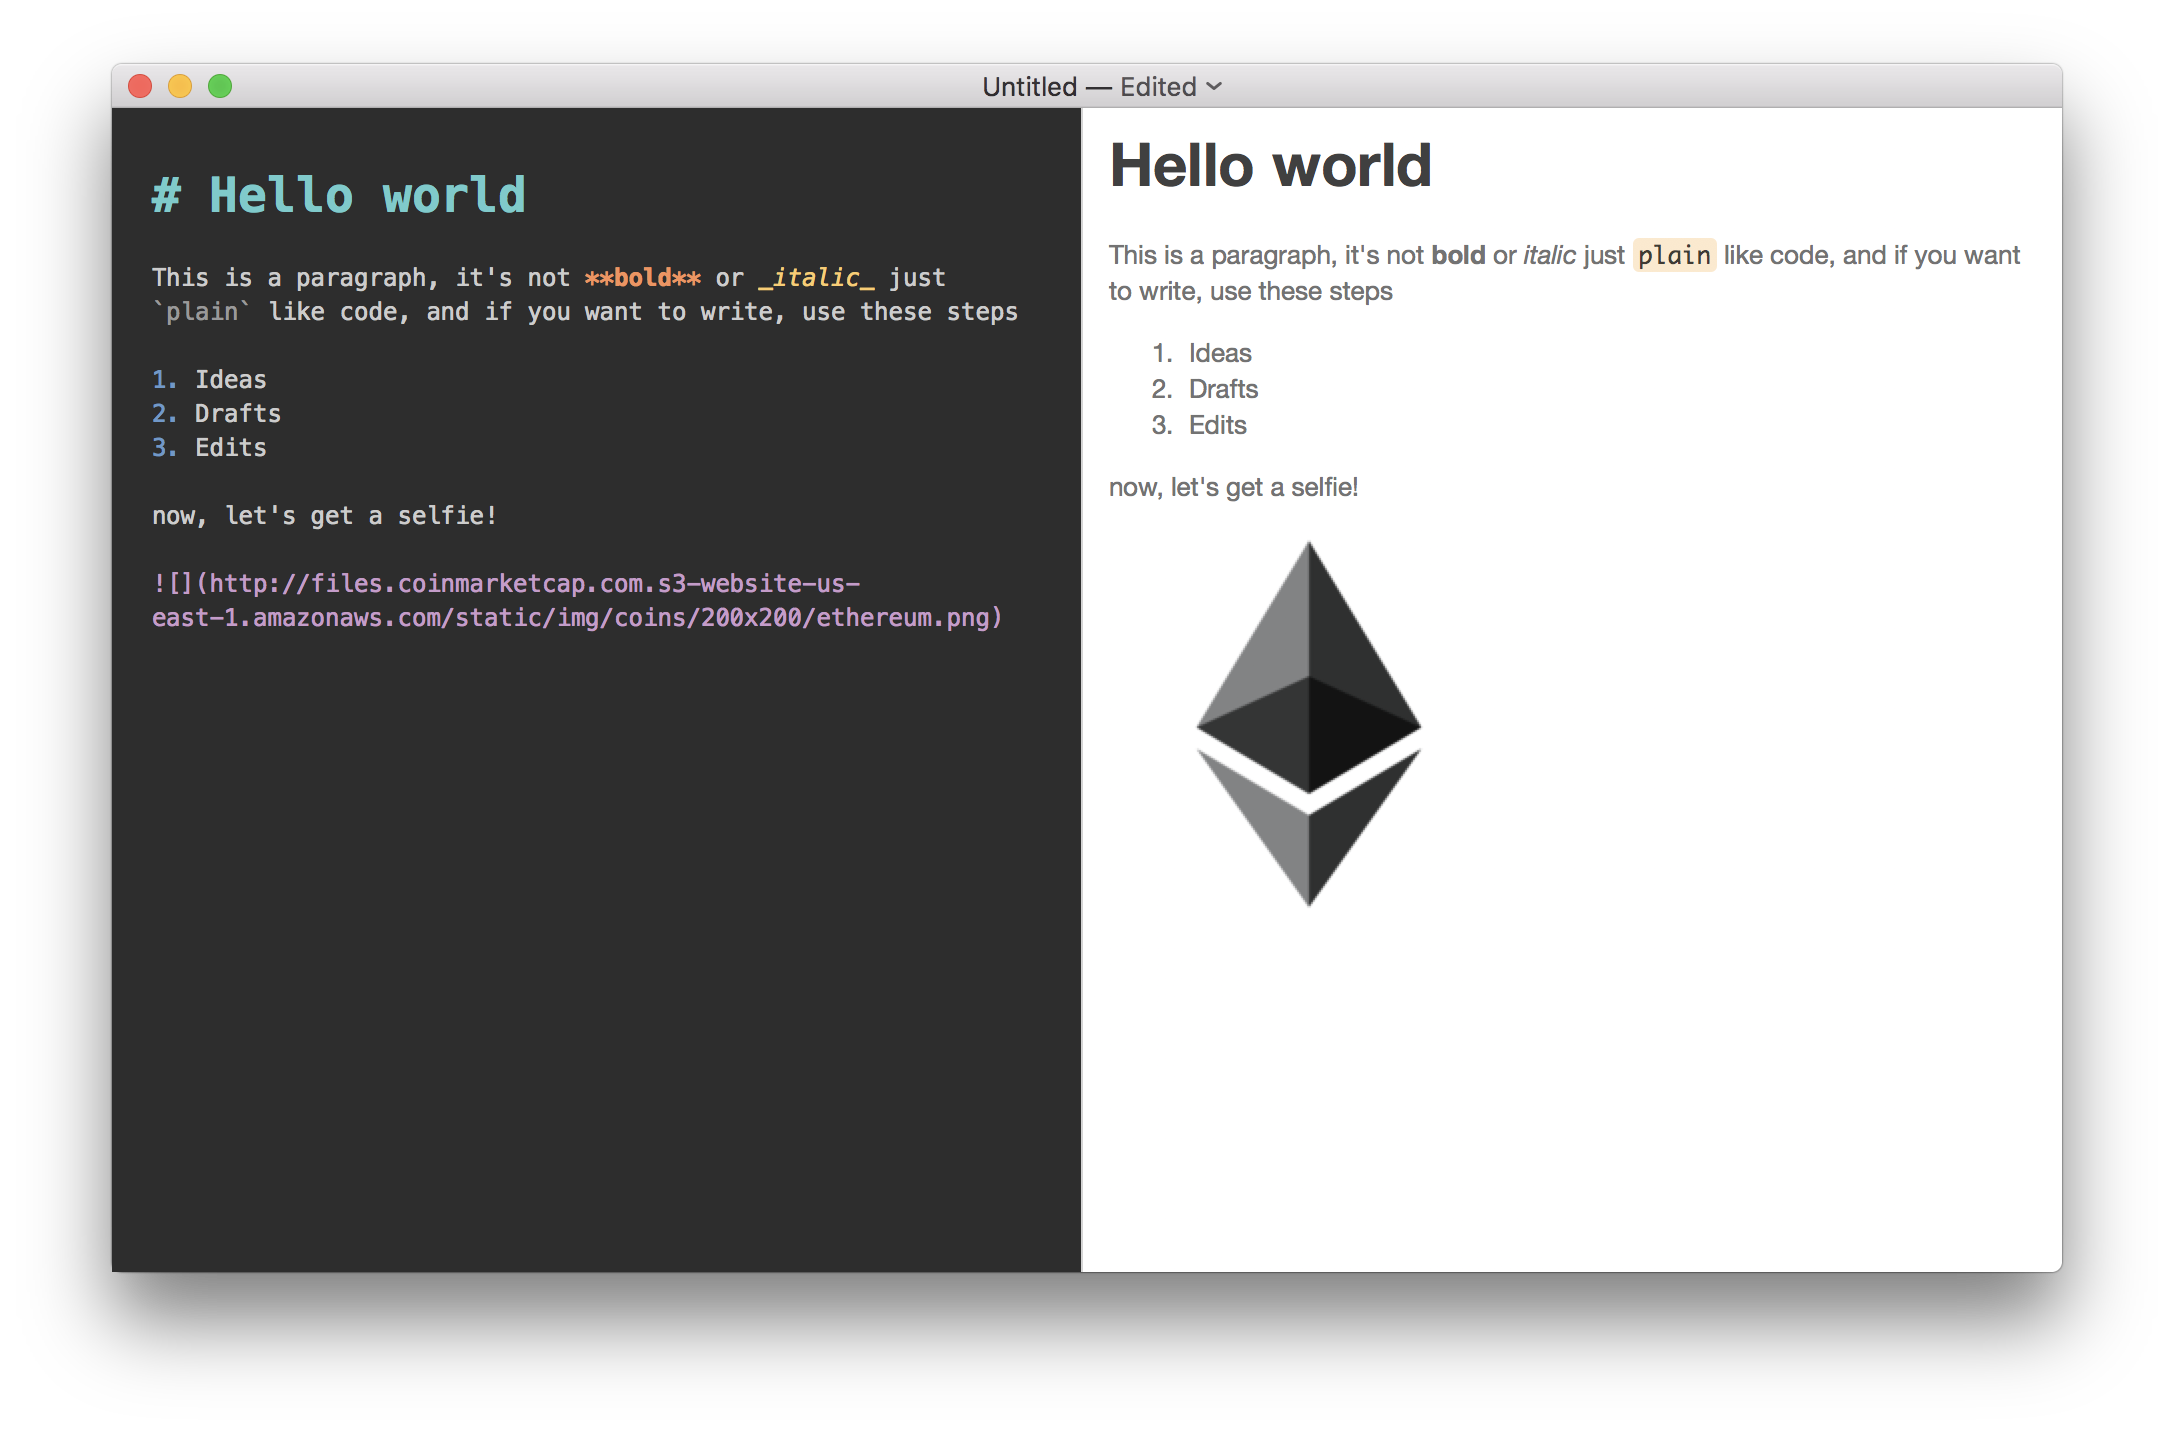 Untitled — Edited
# Hello world
This is a paragraph, it's not **bold** or _italic_ just
`plain` like code, and if you want to write, use these steps
1. Ideas
2. Drafts
3. Edits
now, let's get a selfie!
![](http://files.coinmarketcap.com.s3-website-us-
east-1.amazonaws.com/static/img/coins/200x200/ethereum.png)
Hello world
This is a paragraph, it's not bold or italic just plain like code, and if you want
to write, use these steps
1. Ideas
2. Drafts
3. Edits
now, let's get a selfie!